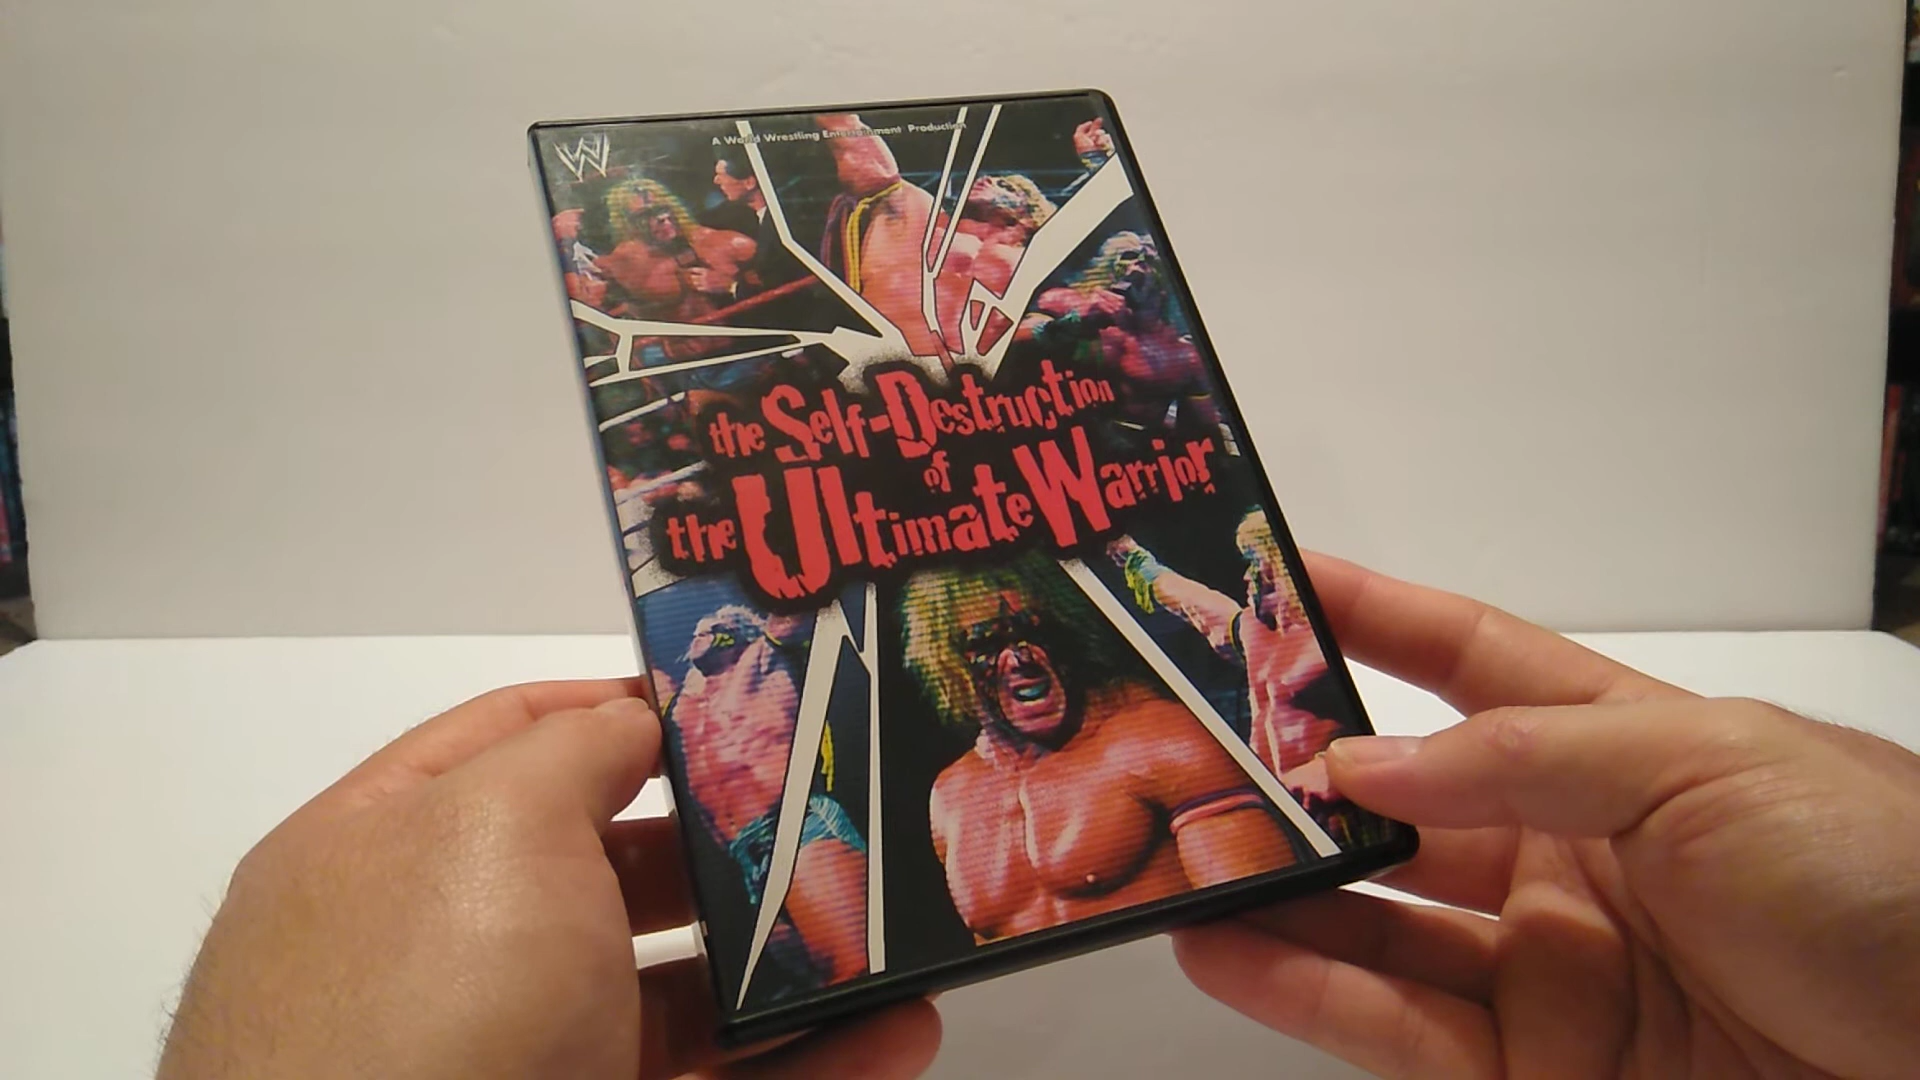 W
A World Wrestling Entertainment Production
the Self-Destruction
of
the Ultimate Warrior